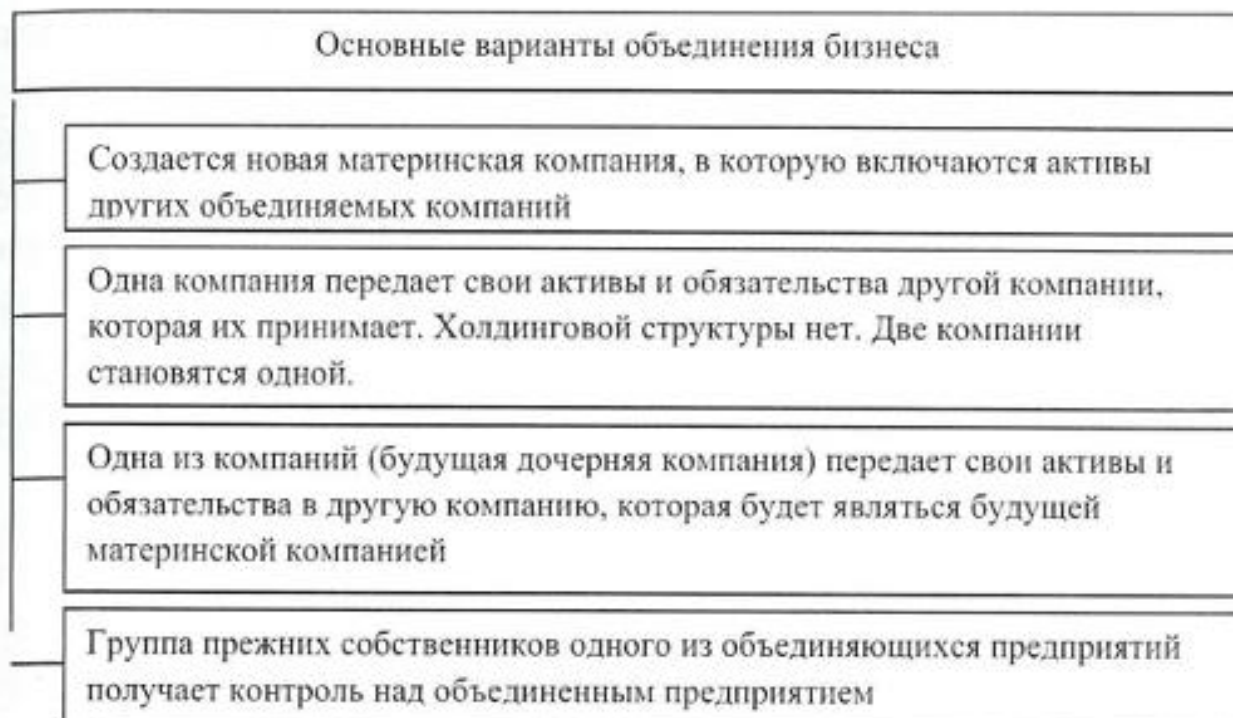 Основные варианты объединения бизнеса
Создается новая материнская компания, в которую включаются активы
других объединяемых компаний
Одна компания передает свои активы и обязательства другой компании,
которая их принимает. Холдинговой структуры нет. Две компании
становятся одной.
Одна из компаний (будущая дочерняя компания) передает свои активы и
обязательства в другую компанию, которая будет являться будущей
материнской компанией
Группа прежних собственников одного из объединяющихся предприятий
получает контроль над объединенным предприятием